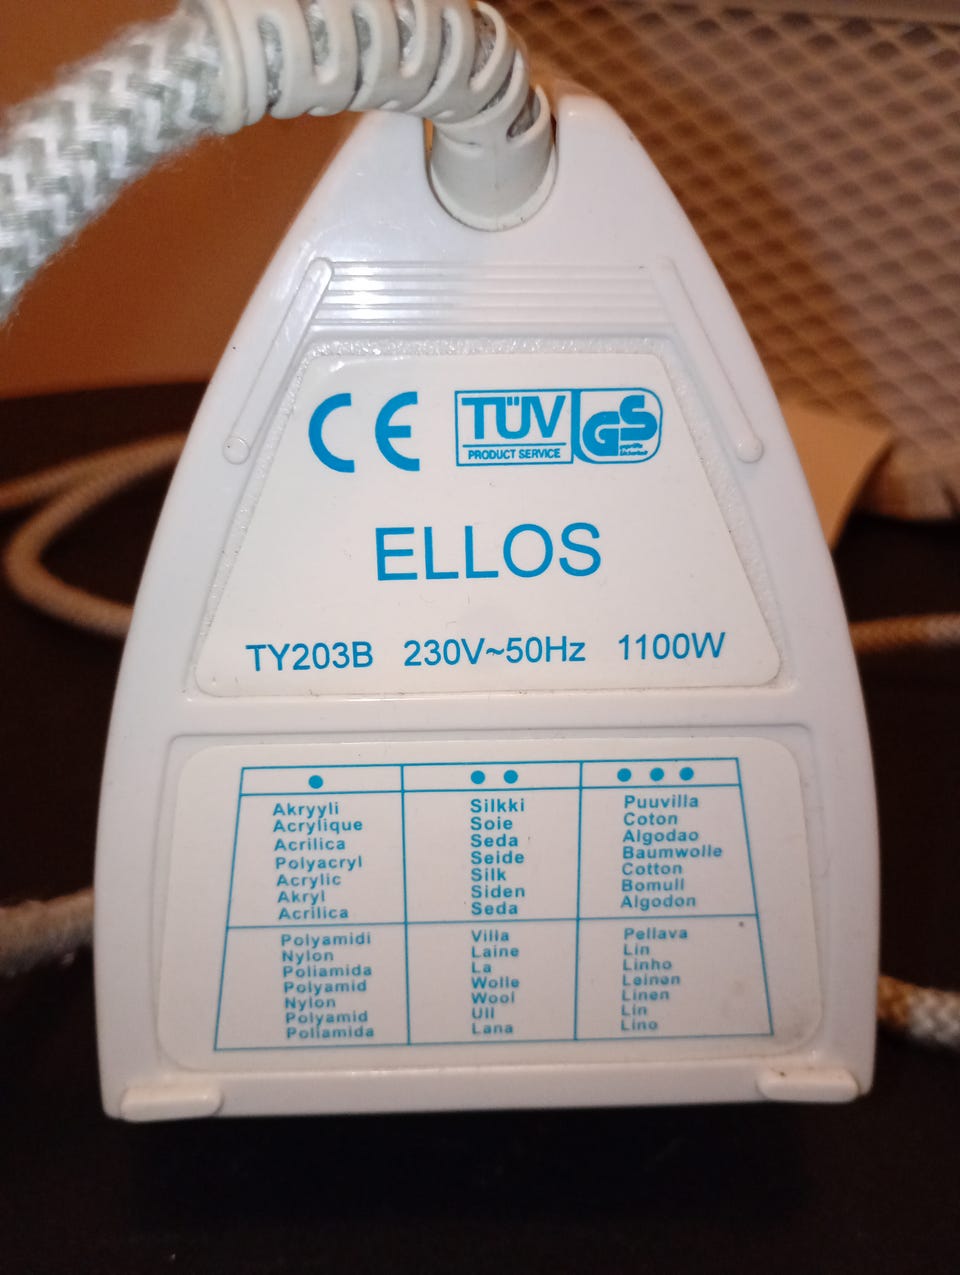 CE TÜV GS
PRODUCT SERVICE geprüfte Sicherheit
ELLOS
TY203B 230V~50Hz 1100W
● ●● ●●●
Akryyli Silkki Puuvilla
Acrylique Soie Coton
Acrilica Seda Algodao
Polyacryl Seide Baumwolle
Acrylic Silk Cotton
Akryl Siden Bomull
Acrilica Seda Algodon
Polyamidi Villa Pellava
Nylon Laine Lin
Poliamida La Linho
Polyamid Wolle Leinen
Nylon Wool Linen
Polyamid Ull Lin
Poliamida Lana Lino